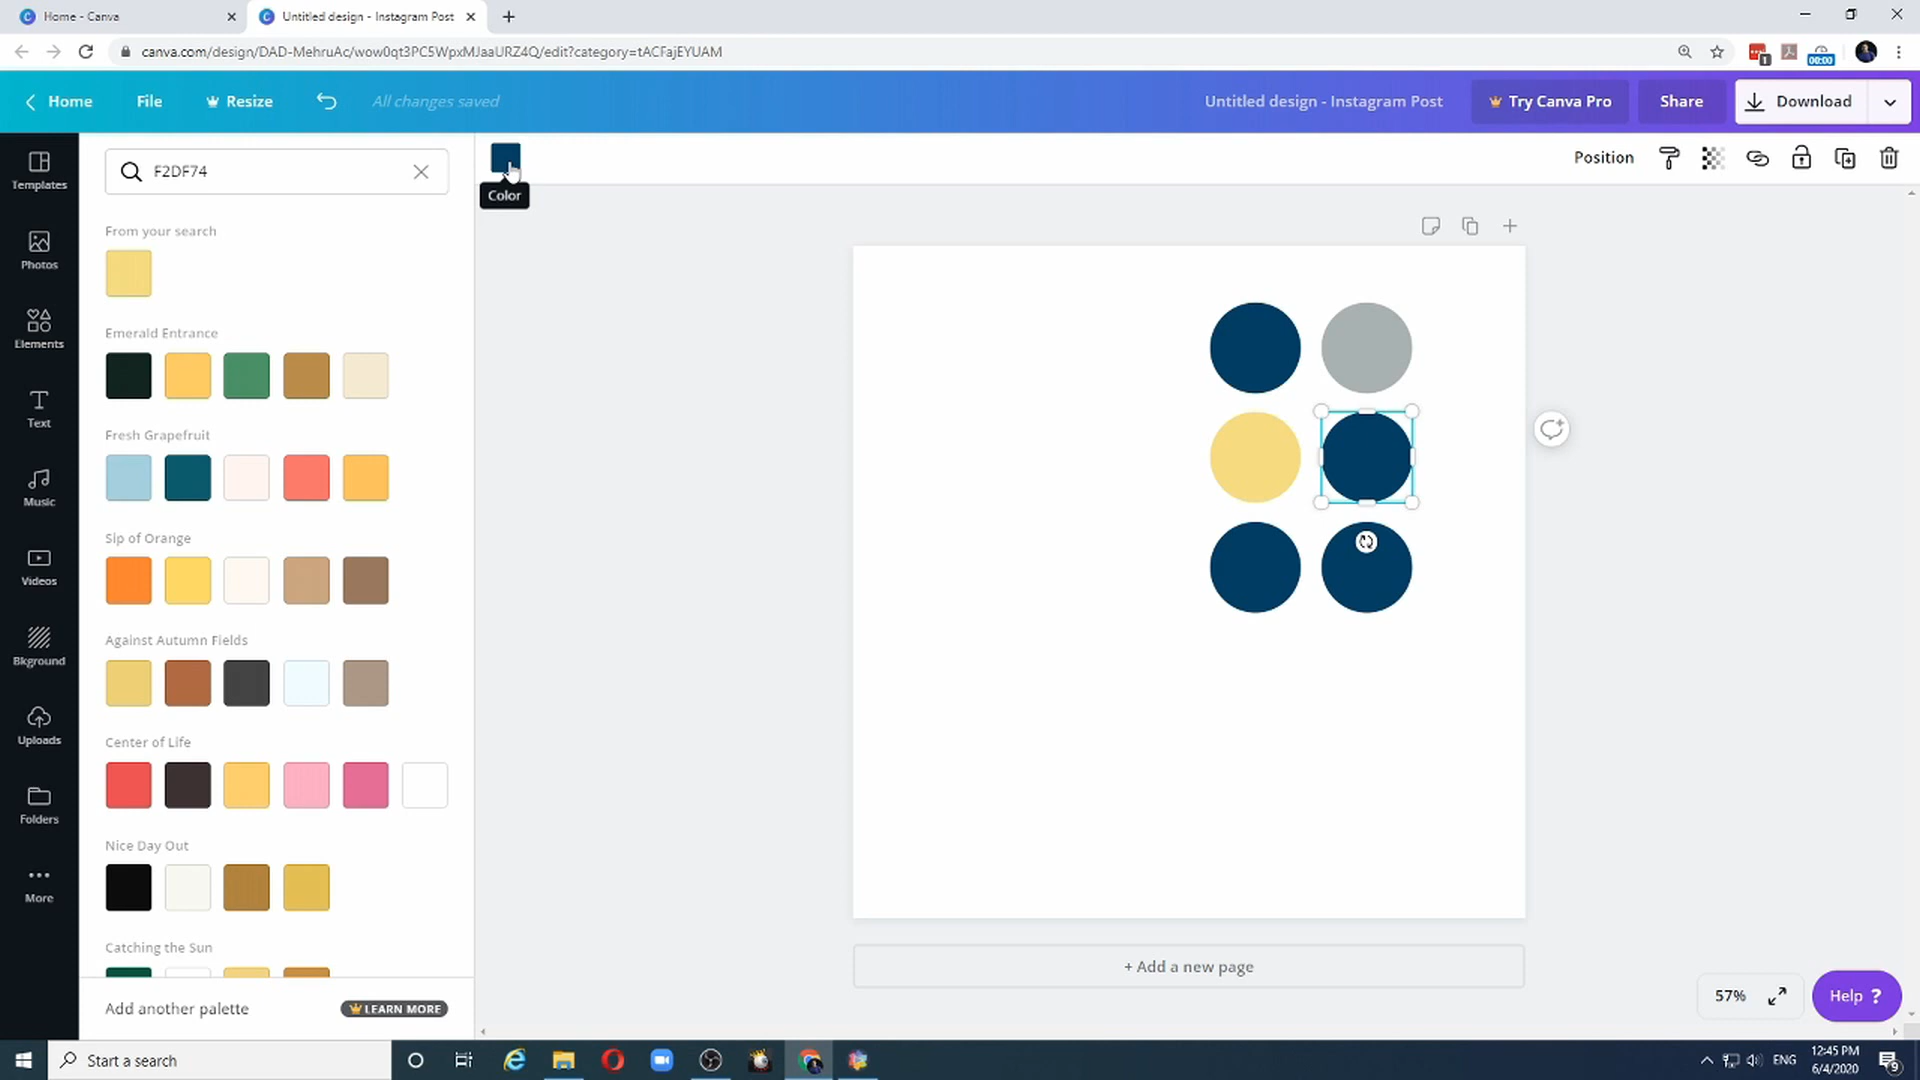 Home - Canva
Untitled design - Instagram Post
canva.com/design/DAD-MehruAc/wow0qt3PC5WpxMJaaURZ4Q/edit?category=tACFajEYUAM
1
00:00
Home
File
Resize
All changes saved
Untitled design - Instagram Post
Try Canva Pro
Share
Download
Templates
Photos
Elements
Text
Music
Videos
Bkground
Uploads
Folders
More
F2DF74
From your search
Emerald Entrance
Fresh Grapefruit
Sip of Orange
Against Autumn Fields
Center of Life
Nice Day Out
Catching the Sun
Add another palette
LEARN MORE
Color
Position
+ Add a new page
57%
Help ?
Start a search
ENG
12:45 PM
6/4/2020
9